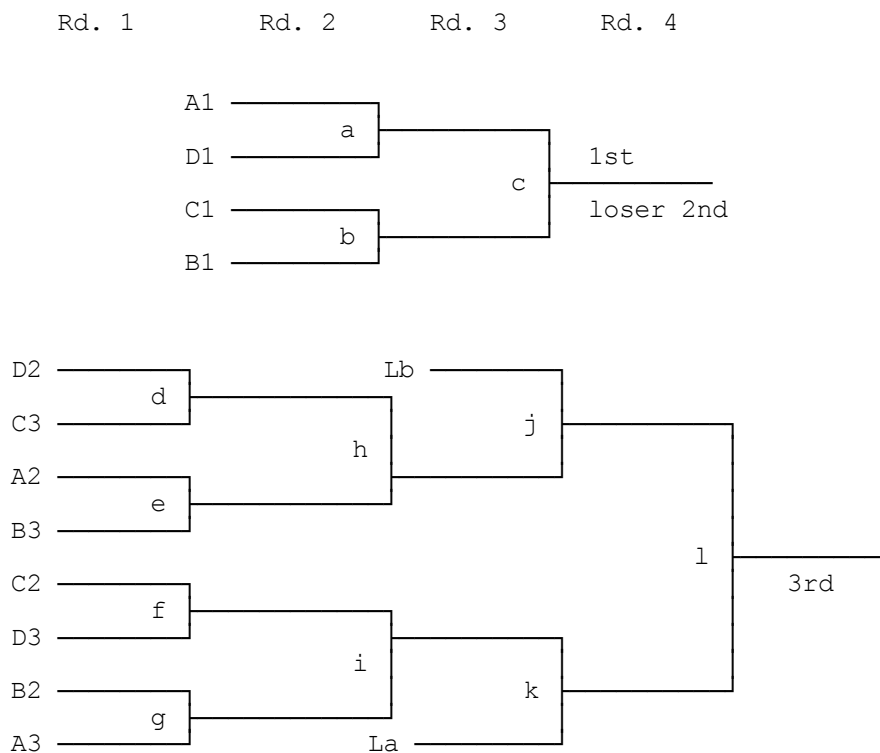 Rd. 1 Rd. 2 Rd. 3 Rd. 4
A1
a
D1
1st
c
C1
loser 2nd
b
B1
D2 Lb
d
C3 j
h
A2
e
B3
l
C2 3rd
f
D3
i
B2 k
g
A3 La